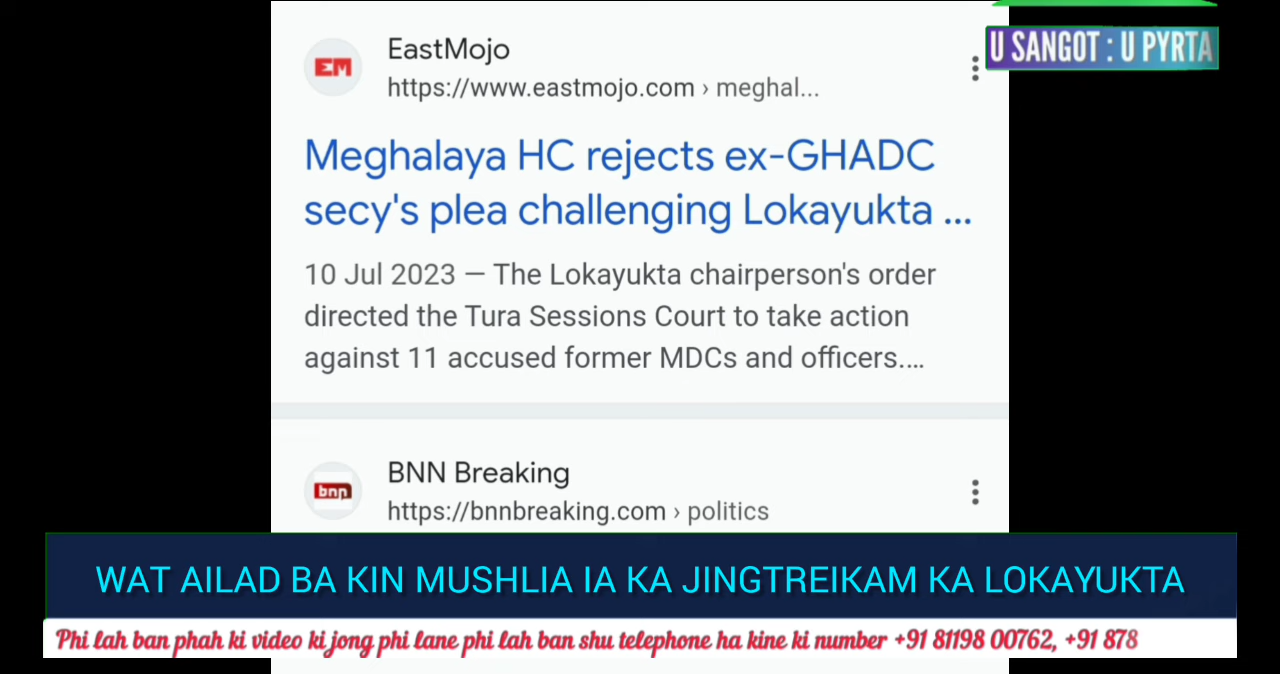 EastMojo
https://www.eastmojo.com › meghal...
U SANGOT : U PYRTA
EM
Meghalaya HC rejects ex-GHADC
secy's plea challenging Lokayukta ...
10 Jul 2023 — The Lokayukta chairperson's order
directed the Tura Sessions Court to take action
against 11 accused former MDCs and officers....
BNN Breaking
bnn
https://bnnbreaking.com › politics
WAT AILAD BA KIN MUSHLIA IA KA JINGTREIKAM KA LOKAYUKTA
Phi lah ban phah ki video ki jong phi lane phi lah ban shu telephone ha kine ki number +91 81198 00762, +91 878